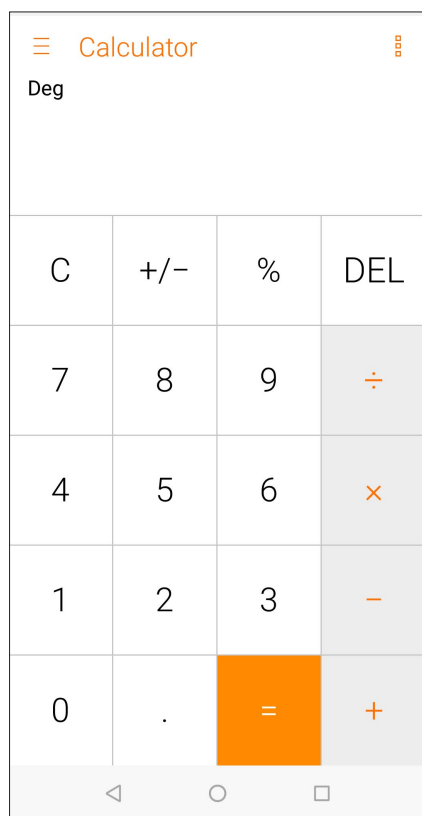 Calculator
Deg
C +/− % DEL
7 8 9 ÷
4 5 6 ×
1 2 3 −
0 . = +